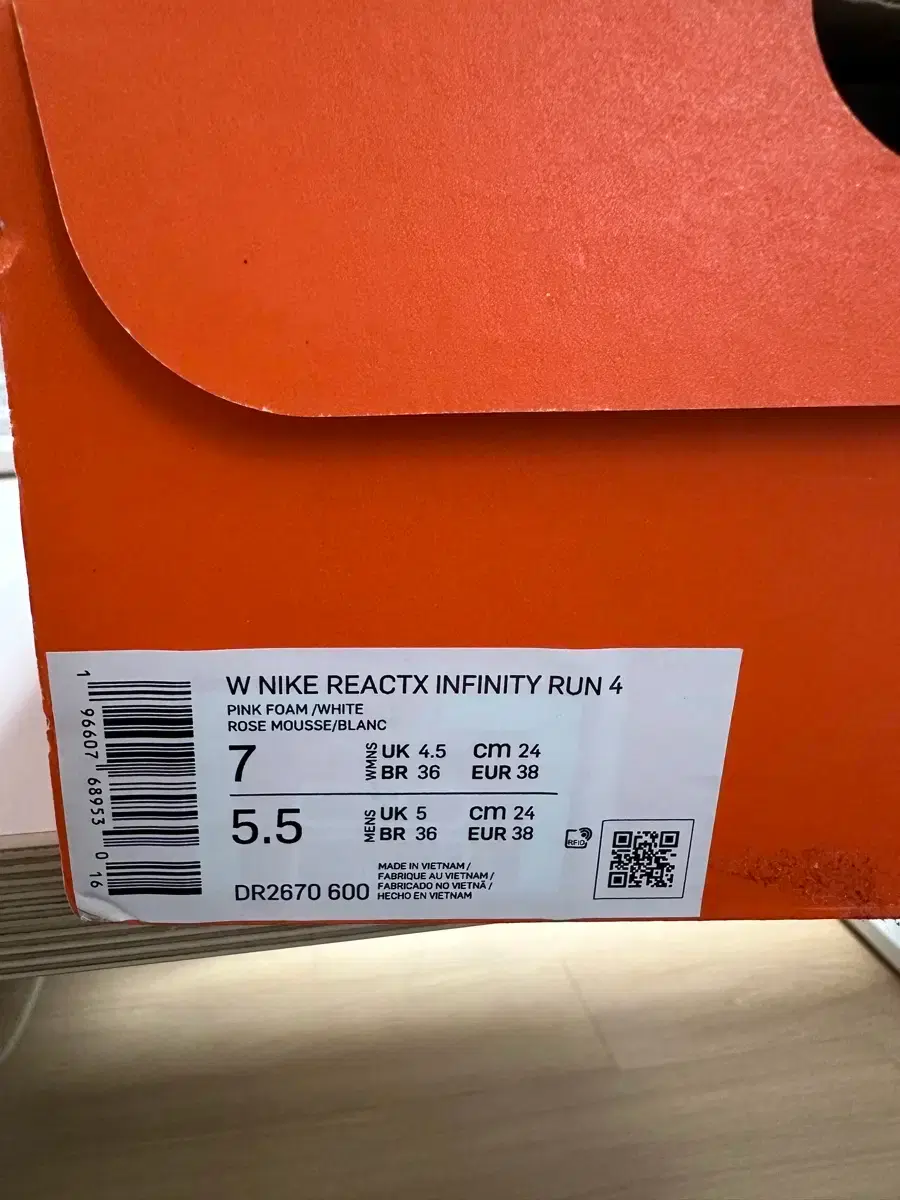 W NIKE REACTX INFINITY RUN 4
PINK FOAM /WHITE
ROSE MOUSSE/BLANC
7 WMNS UK 4.5 cm 24
BR 36 EUR 38
5.5 MENS UK 5 cm 24
BR 36 EUR 38
DR2670 600
MADE IN VIETNAM /
FABRIQUE AU VIETNAM /
FABRICADO NO VIETNÃ /
HECHO EN VIETNAM
RFID
1 96607 68953 0 16